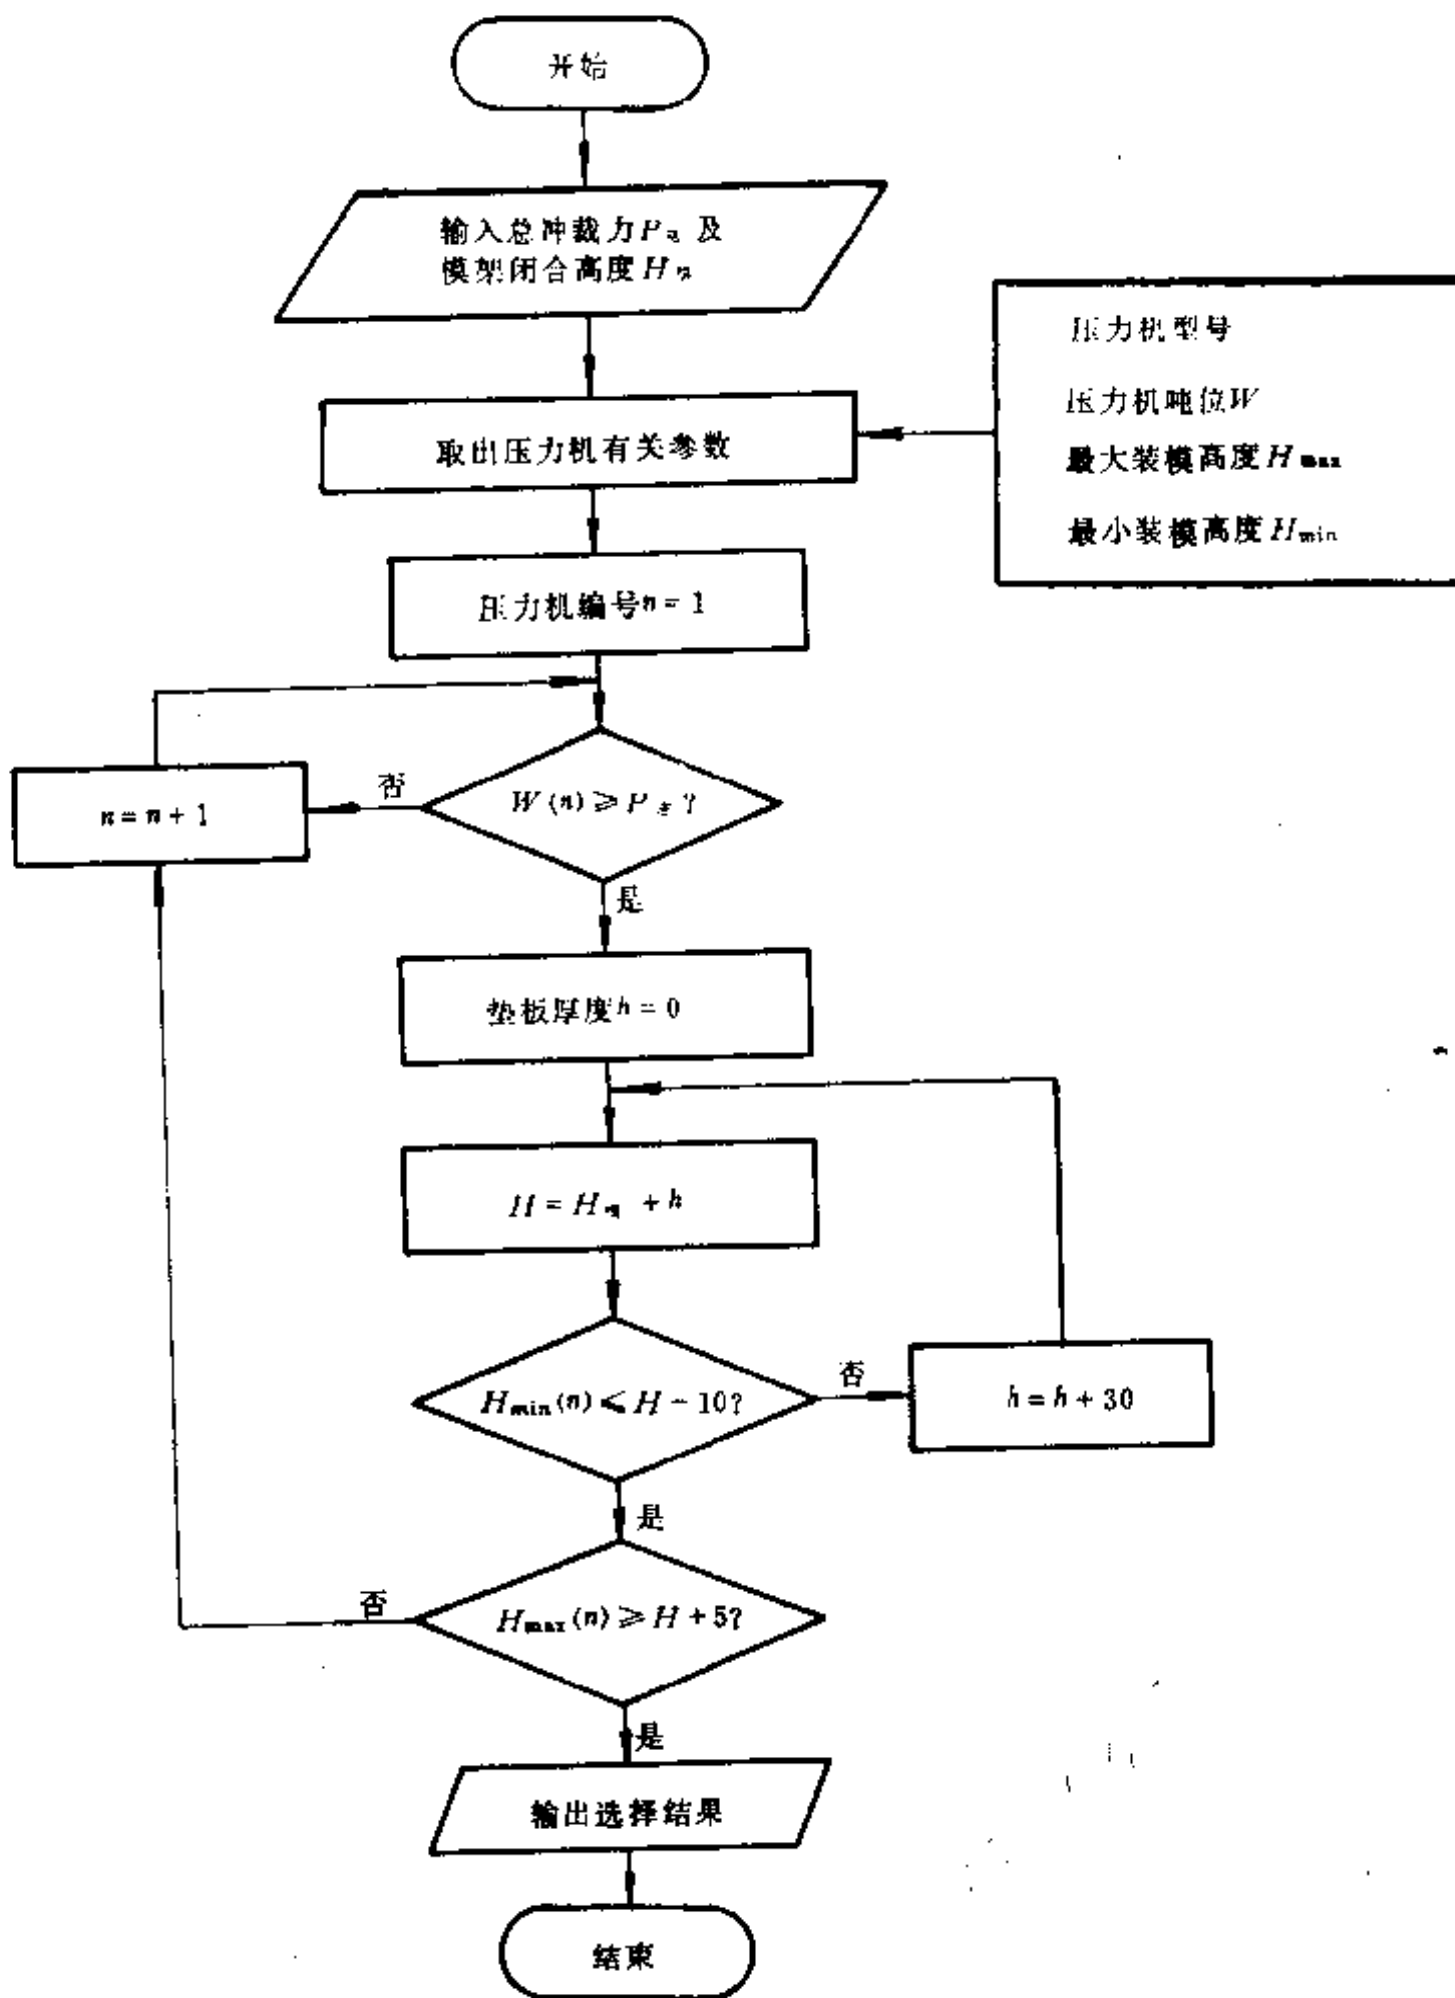 开始
输入总冲裁力P总及
模架闭合高度H
取出压力机有关参数
压力机型号
压力机吨位W
最大装模高度Hmax
最小装模高度Hmin
压力机编号n=1
否
n=n+1
W(n)≥P总?
是
垫板厚度h=0
H=H +h
Hmin(n)≤H-10?
否
h=h+30
是
否
Hmax(n)≥H+5?
是
输出选择结果
结束